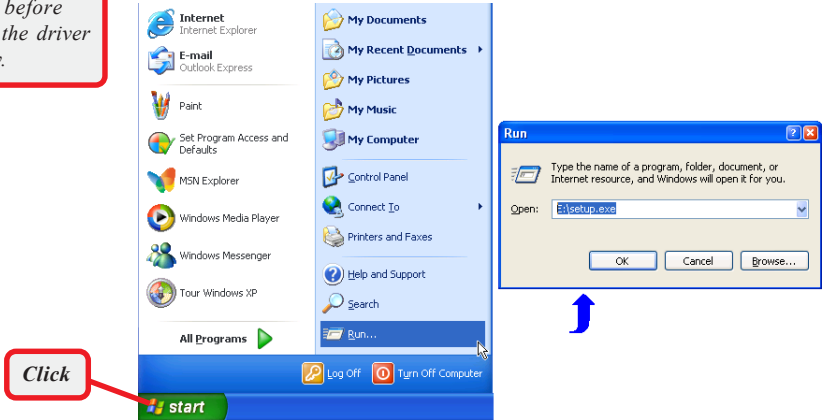 before
the driver
Internet
Internet Explorer
E-mail
Outlook Express
Paint
Set Program Access and
Defaults
MSN Explorer
Windows Media Player
Windows Messenger
Tour Windows XP
All Programs
My Documents
My Recent Documents
My Pictures
My Music
My Computer
Control Panel
Connect To
Printers and Faxes
Help and Support
Search
Run...
Log Off
Turn Off Computer
Click
start
Run
Type the name of a program, folder, document, or
Internet resource, and Windows will open it for you.
Open:
E:\setup.exe
OK
Cancel
Browse...